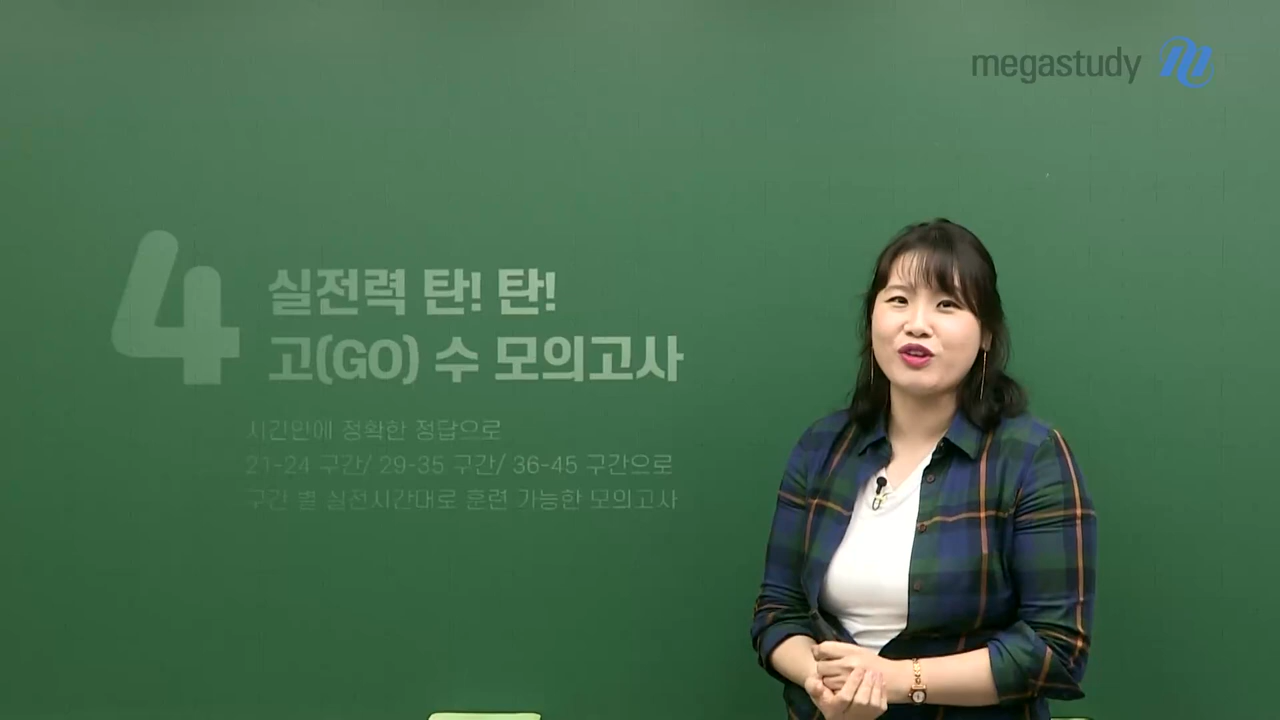 megastudy
4
실전력 탄! 탄!
고(GO) 수 모의고사
시간안에 정확한 정답으로
21-24 구간/ 29-35 구간/ 36-45 구간으로
구간 별 실전시간대로 훈련 가능한 모의고사